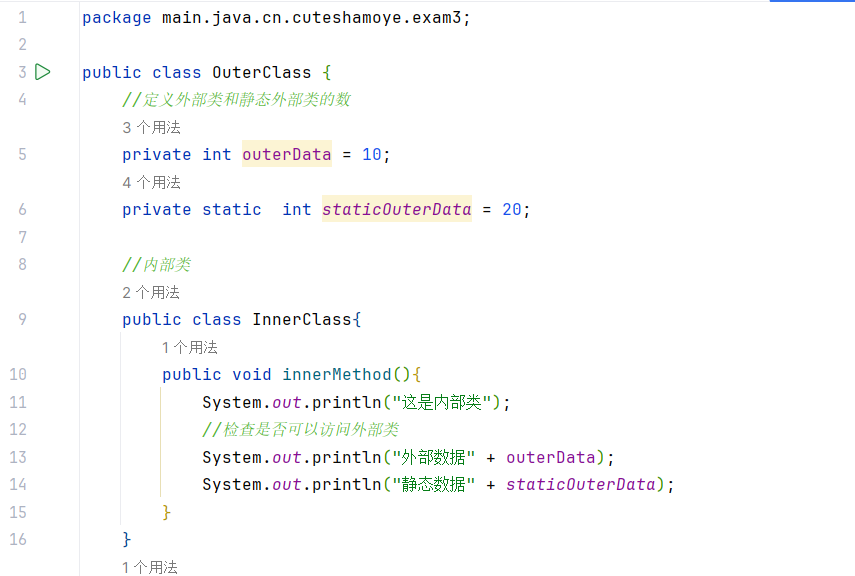 1 package main.java.cn.cuteshamoye.exam3;
2
3 public class OuterClass {
4 //定义外部类和静态外部类的数
3 个用法
5 private int outerData = 10;
4 个用法
6 private static  int staticOuterData = 20;
7
8 //内部类
2 个用法
9 public class InnerClass{
1 个用法
10 public void innerMethod(){
11 System.out.println("这是内部类");
12 //检查是否可以访问外部类
13 System.out.println("外部数据" + outerData);
14 System.out.println("静态数据" + staticOuterData);
15 }
16 }
1 个用法